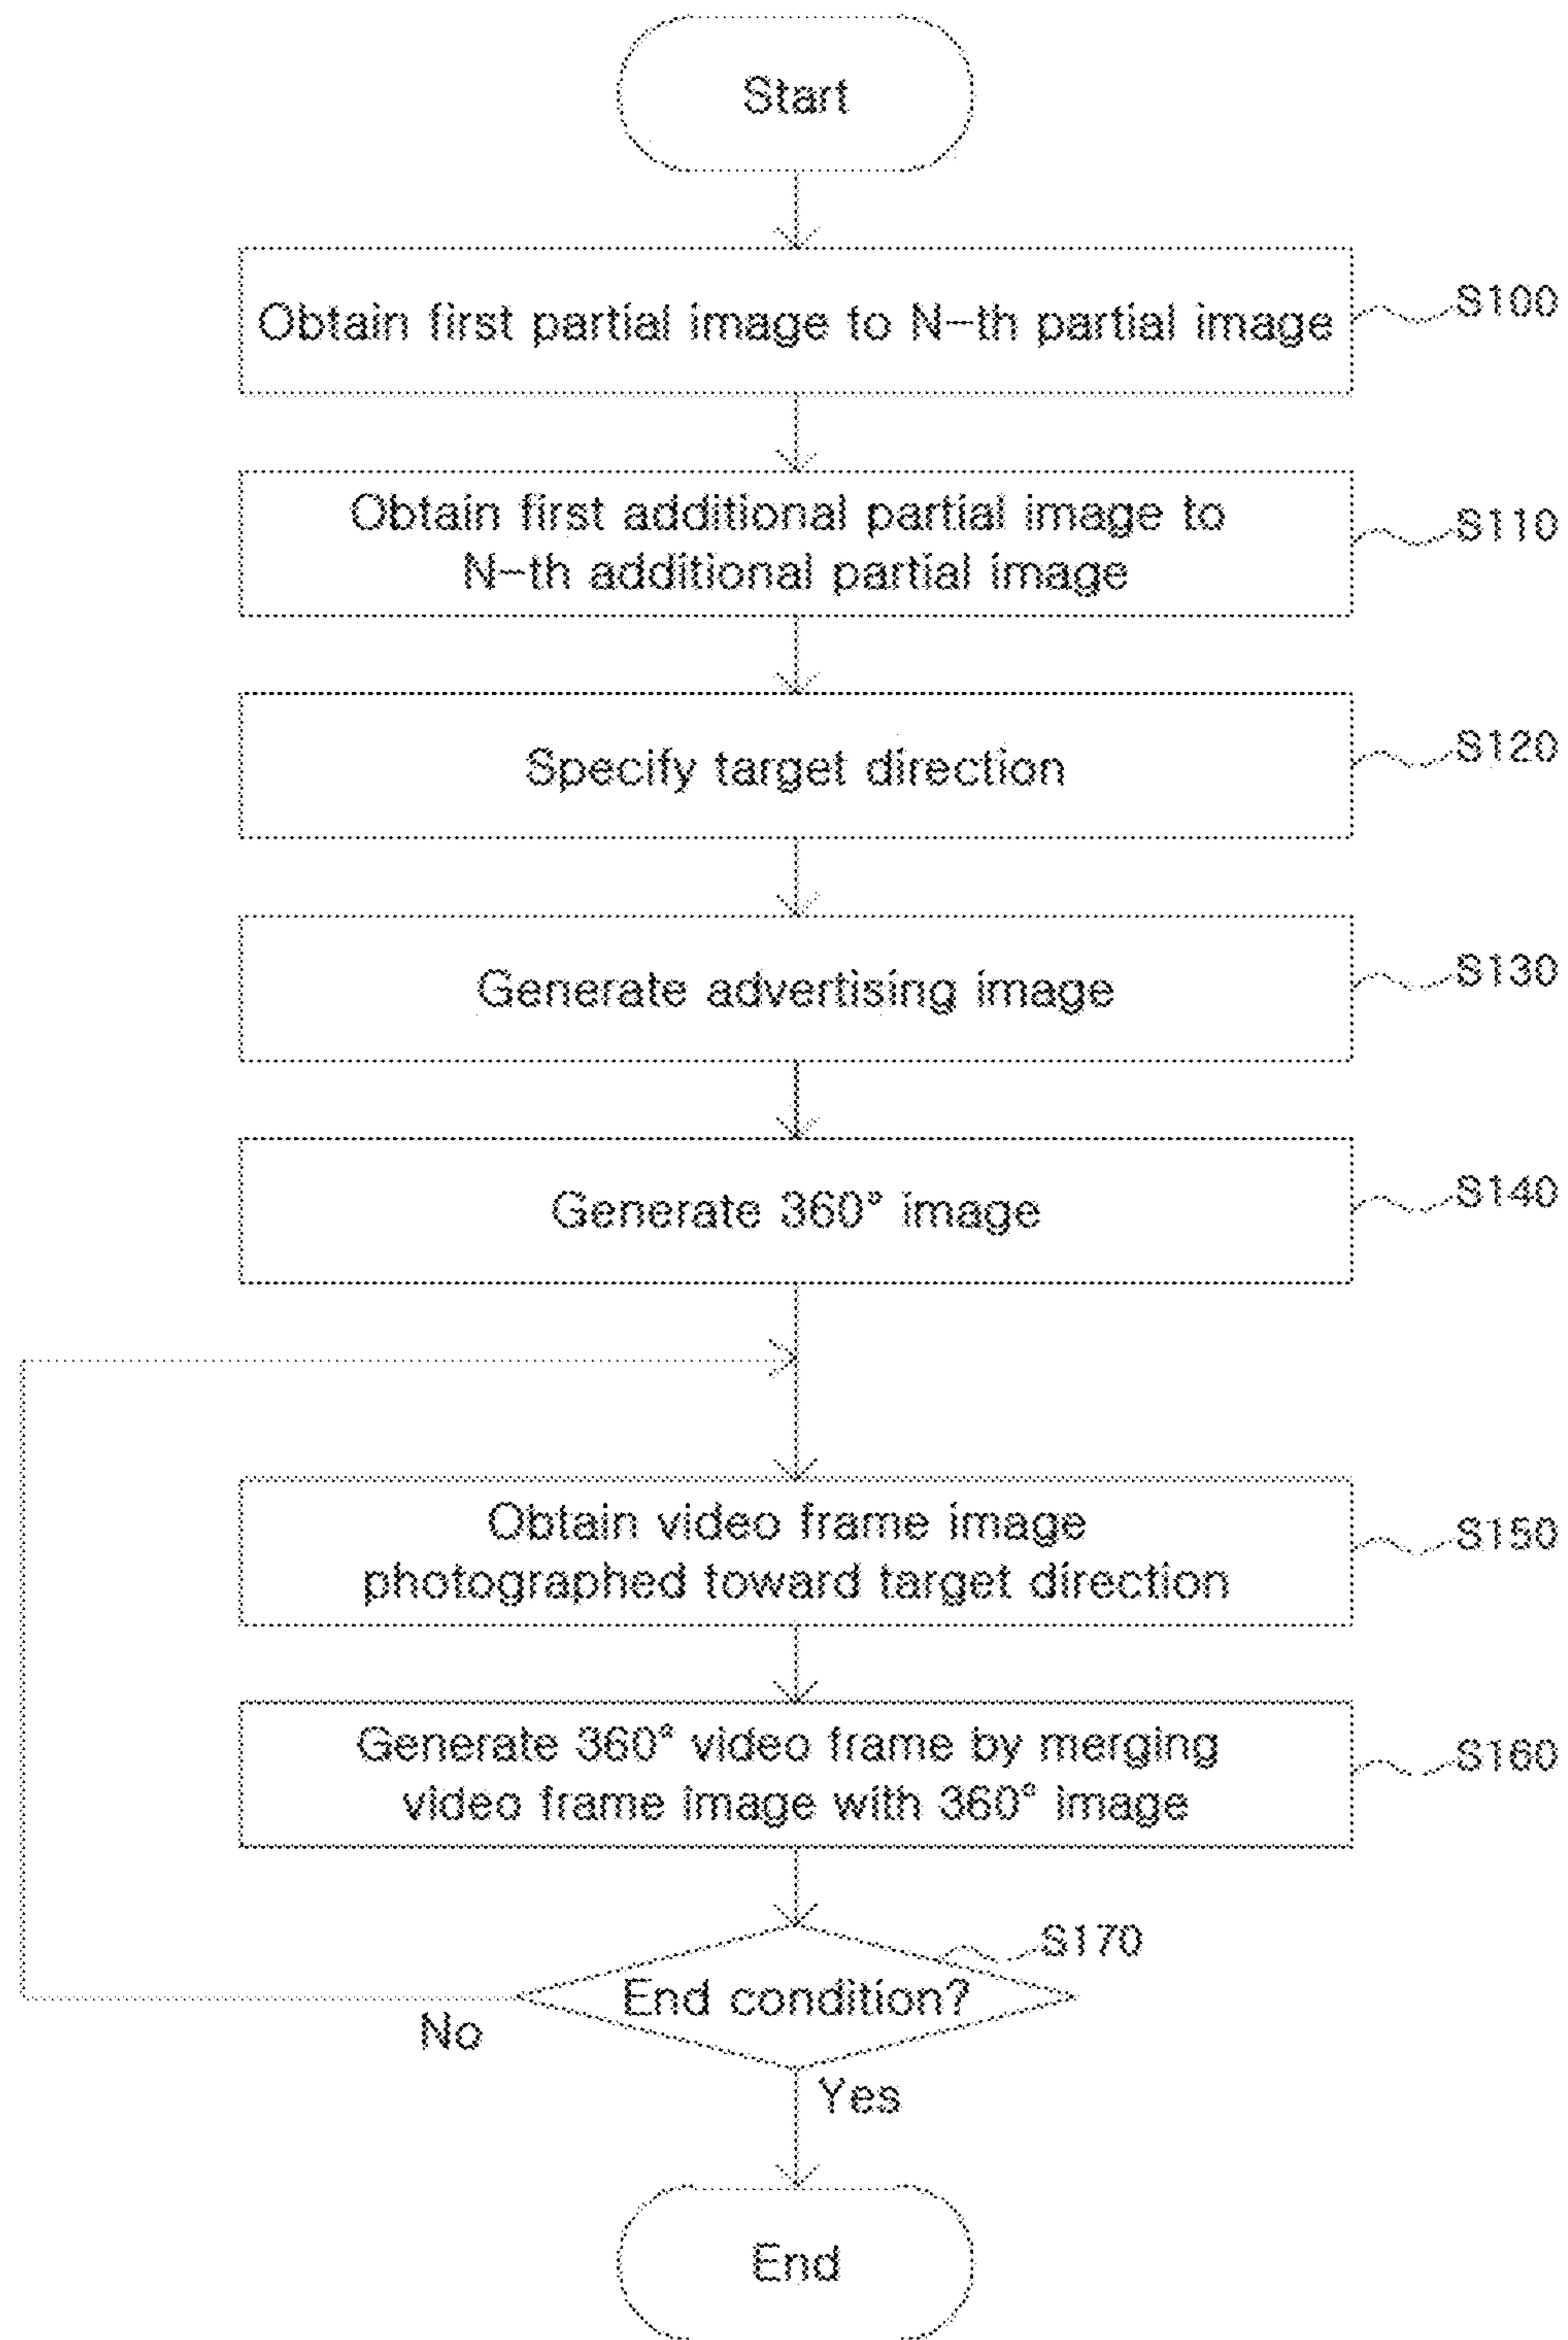 Start
Obtain first partial image to N-th partial image
S100
Obtain first additional partial image to
N-th additional partial image
S110
Specify target direction
S120
Generate advertising image
S130
Generate 360° image
S140
Obtain video frame image
photographed toward target direction
S150
Generate 360° video frame by merging
video frame image with 360° image
S160
S170
End condition?
No
Yes
End